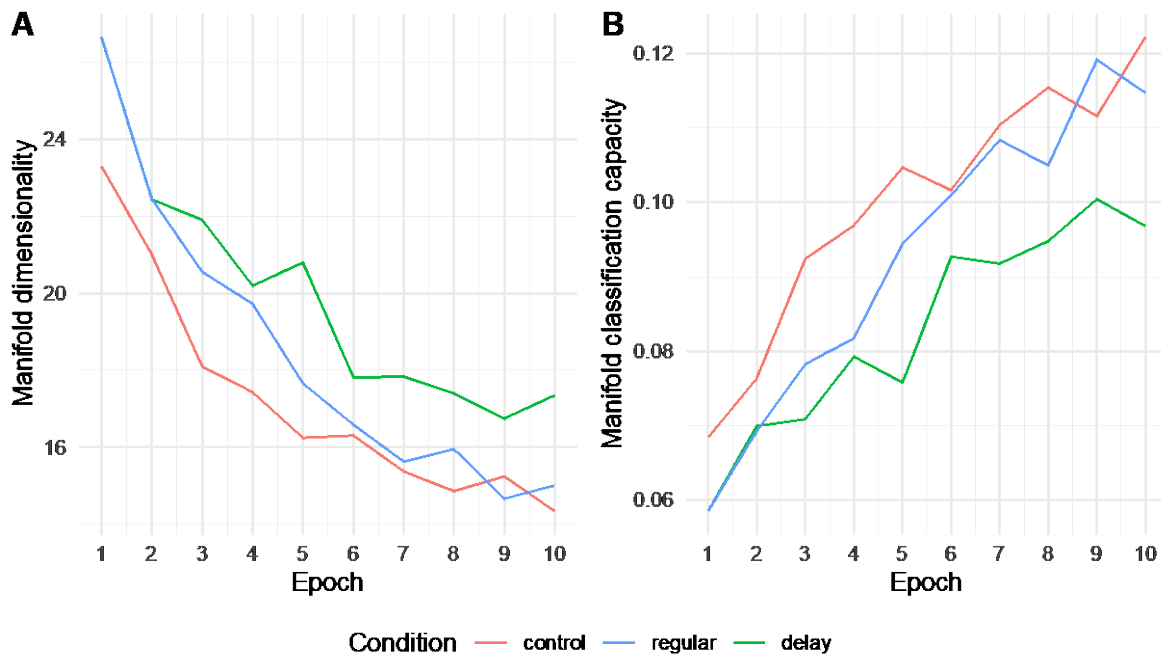 A
Manifold dimensionality
24
20
16
1 2 3 4 5 6 7 8 9 10
Epoch
B
Manifold classification capacity
0.12
0.10
0.08
0.06
1 2 3 4 5 6 7 8 9 10
Epoch
Condition control regular delay